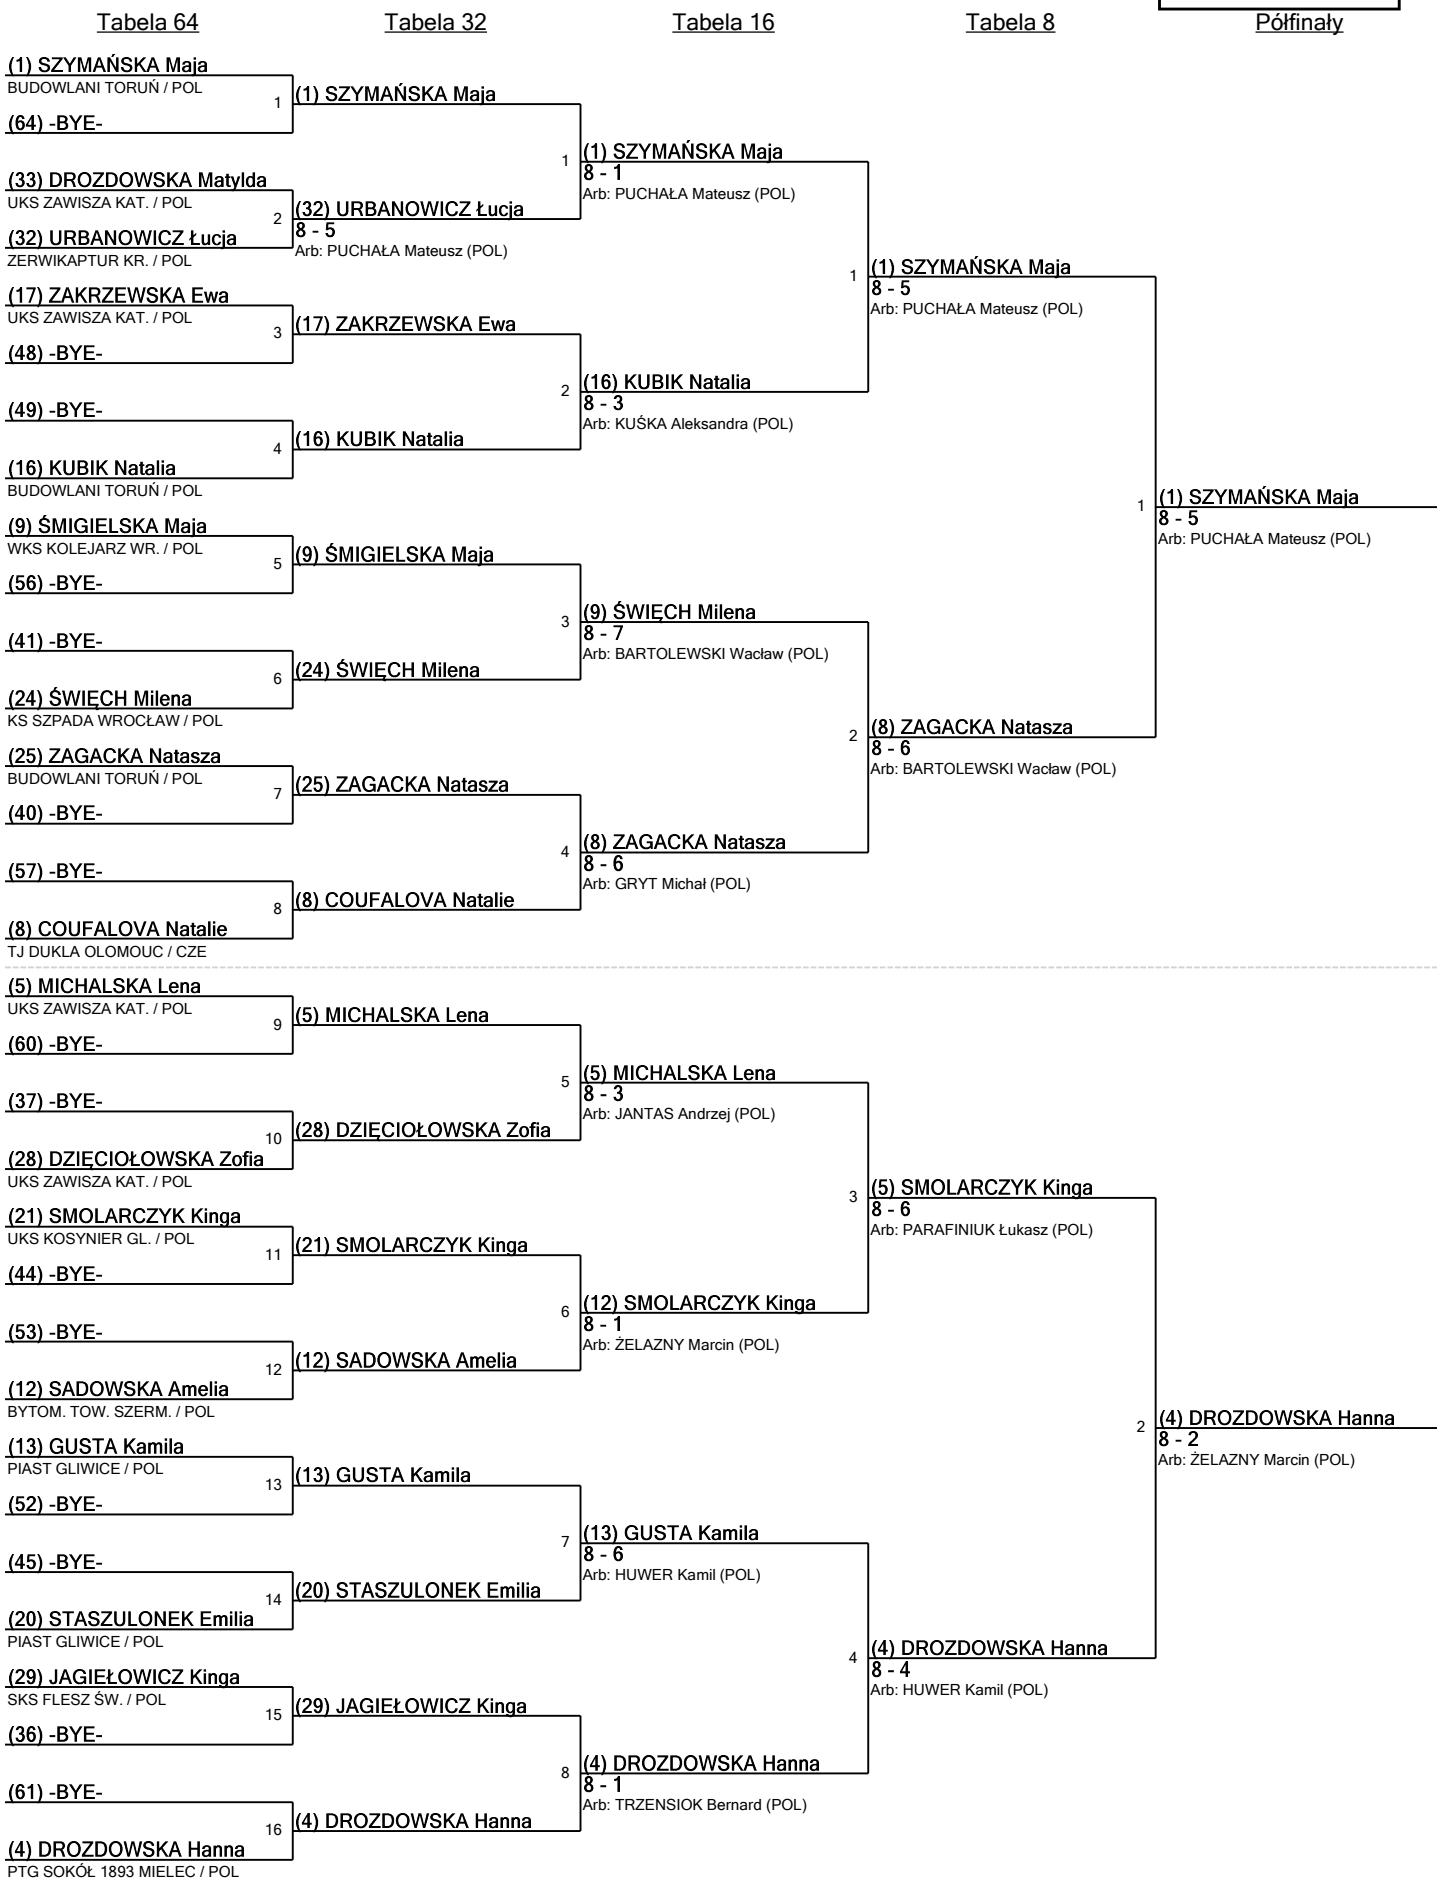 Tabela 64
Tabela 32
Tabela 16
Tabela 8
Półfinały
(1) SZYMAŃSKA Maja
BUDOWLANI TORUŃ / POL
1
(64) -BYE-
(33) DROZDOWSKA Matylda
UKS ZAWISZA KAT. / POL
2
(32) URBANOWICZ Łucja
ZERWIKAPTUR KR. / POL
(17) ZAKRZEWSKA Ewa
UKS ZAWISZA KAT. / POL
3
(48) -BYE-
(49) -BYE-
4
(16) KUBIK Natalia
BUDOWLANI TORUŃ / POL
(9) ŚMIGIELSKA Maja
WKS KOLEJARZ WR. / POL
5
(56) -BYE-
(41) -BYE-
6
(24) ŚWIĘCH Milena
KS SZPADA WROCŁAW / POL
(25) ZAGACKA Natasza
BUDOWLANI TORUŃ / POL
7
(40) -BYE-
(57) -BYE-
8
(8) COUFALOVA Natalie
TJ DUKLA OLOMOUC / CZE
(5) MICHALSKA Lena
UKS ZAWISZA KAT. / POL
9
(60) -BYE-
(37) -BYE-
10
(28) DZIĘCIOŁOWSKA Zofia
UKS ZAWISZA KAT. / POL
(21) SMOLARCZYK Kinga
UKS KOSYNIER GL. / POL
11
(44) -BYE-
(53) -BYE-
12
(12) SADOWSKA Amelia
BYTOM. TOW. SZERM. / POL
(13) GUSTA Kamila
PIAST GLIWICE / POL
13
(52) -BYE-
(45) -BYE-
14
(20) STASZULONEK Emilia
PIAST GLIWICE / POL
(29) JAGIEŁOWICZ Kinga
SKS FLESZ ŚW. / POL
15
(36) -BYE-
(61) -BYE-
16
(4) DROZDOWSKA Hanna
PTG SOKÓŁ 1893 MIELEC / POL
(1) SZYMAŃSKA Maja
1
(32) URBANOWICZ Łucja
8 - 5
Arb: PUCHAŁA Mateusz (POL)
(17) ZAKRZEWSKA Ewa
2
(16) KUBIK Natalia
(9) ŚMIGIELSKA Maja
3
(24) ŚWIĘCH Milena
(25) ZAGACKA Natasza
4
(8) COUFALOVA Natalie
(5) MICHALSKA Lena
5
(28) DZIĘCIOŁOWSKA Zofia
(21) SMOLARCZYK Kinga
6
(12) SADOWSKA Amelia
(13) GUSTA Kamila
7
(20) STASZULONEK Emilia
(29) JAGIEŁOWICZ Kinga
8
(4) DROZDOWSKA Hanna
(1) SZYMAŃSKA Maja
8 - 1
Arb: PUCHAŁA Mateusz (POL)
1
(16) KUBIK Natalia
8 - 3
Arb: KUŚKA Aleksandra (POL)
(9) ŚWIĘCH Milena
8 - 7
Arb: BARTOLEWSKI Wacław (POL)
2
(8) ZAGACKA Natasza
8 - 6
Arb: GRYT Michał (POL)
(5) MICHALSKA Lena
8 - 3
Arb: JANTAS Andrzej (POL)
3
(12) SMOLARCZYK Kinga
8 - 1
Arb: ŻELAZNY Marcin (POL)
(13) GUSTA Kamila
8 - 6
Arb: HUWER Kamil (POL)
4
(4) DROZDOWSKA Hanna
8 - 1
Arb: TRZENSIOK Bernard (POL)
(1) SZYMAŃSKA Maja
8 - 5
Arb: PUCHAŁA Mateusz (POL)
1
(8) ZAGACKA Natasza
8 - 6
Arb: BARTOLEWSKI Wacław (POL)
(5) SMOLARCZYK Kinga
8 - 6
Arb: PARAFINIUK Łukasz (POL)
2
(4) DROZDOWSKA Hanna
8 - 4
Arb: HUWER Kamil (POL)
(1) SZYMAŃSKA Maja
8 - 5
Arb: PUCHAŁA Mateusz (POL)
(4) DROZDOWSKA Hanna
8 - 2
Arb: ŻELAZNY Marcin (POL)